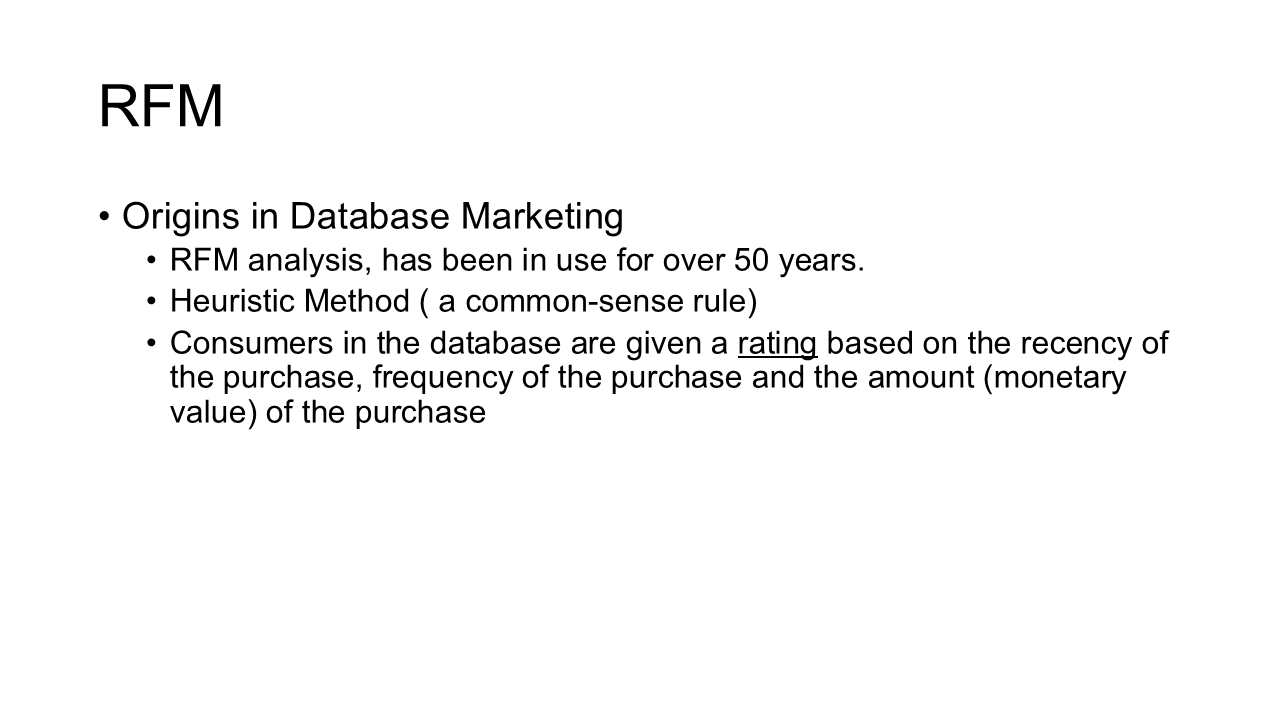 RFM
• Origins in Database Marketing
• RFM analysis, has been in use for over 50 years.
• Heuristic Method ( a common-sense rule)
• Consumers in the database are given a rating based on the recency of
the purchase, frequency of the purchase and the amount (monetary
value) of the purchase